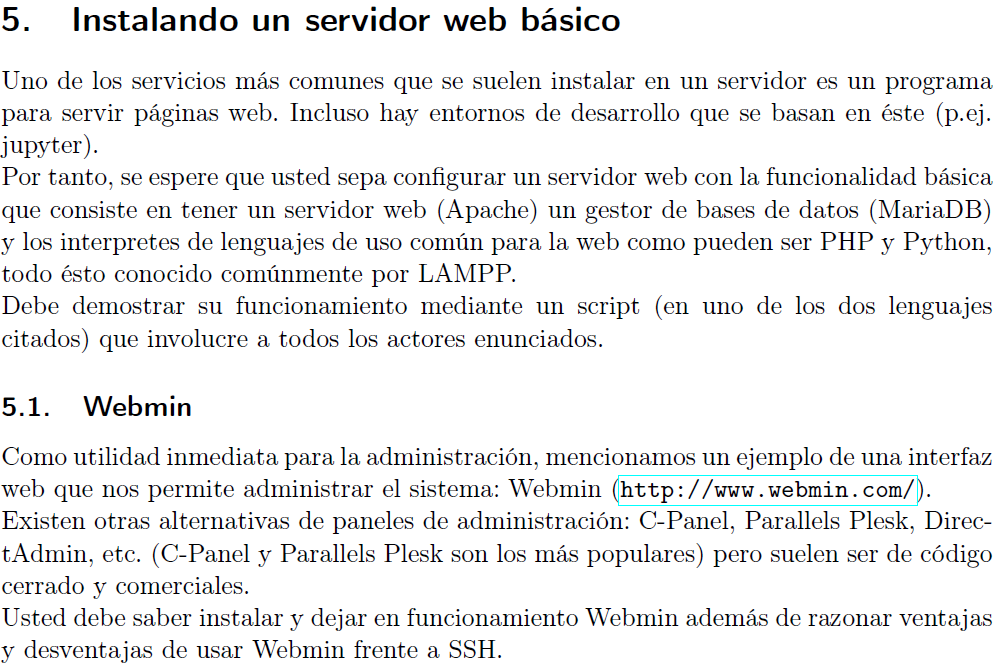 5. Instalando un servidor web básico
Uno de los servicios más comunes que se suelen instalar en un servidor es un programa
para servir páginas web. Incluso hay entornos de desarrollo que se basan en éste (p.ej.
jupyter).
Por tanto, se espere que usted sepa configurar un servidor web con la funcionalidad básica
que consiste en tener un servidor web (Apache) un gestor de bases de datos (MariaDB)
y los interpretes de lenguajes de uso común para la web como pueden ser PHP y Python,
todo ésto conocido comúnmente por LAMPP.
Debe demostrar su funcionamiento mediante un script (en uno de los dos lenguajes
citados) que involucre a todos los actores enunciados.
5.1. Webmin
Como utilidad inmediata para la administración, mencionamos un ejemplo de una interfaz
web que nos permite administrar el sistema: Webmin (http://www.webmin.com/).
Existen otras alternativas de paneles de administración: C-Panel, Parallels Plesk, Direc-
tAdmin, etc. (C-Panel y Parallels Plesk son los más populares) pero suelen ser de código
cerrado y comerciales.
Usted debe saber instalar y dejar en funcionamiento Webmin además de razonar ventajas
y desventajas de usar Webmin frente a SSH.